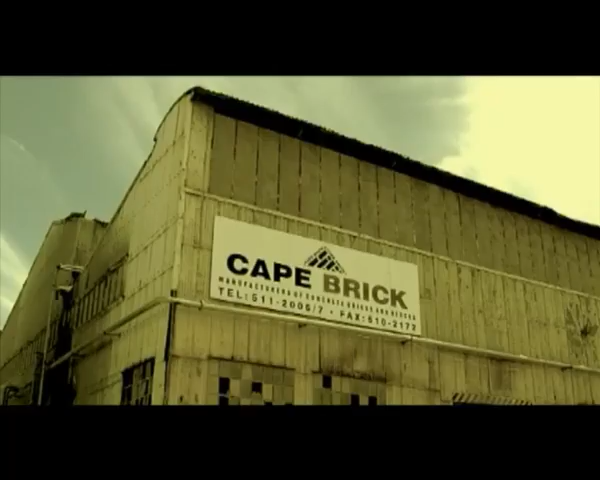 CAPE BRICK
MANUFACTURERS OF CONCRETE BRICKS AND BLOCKS
TEL: 511-2006/7 • FAX: 510-2172